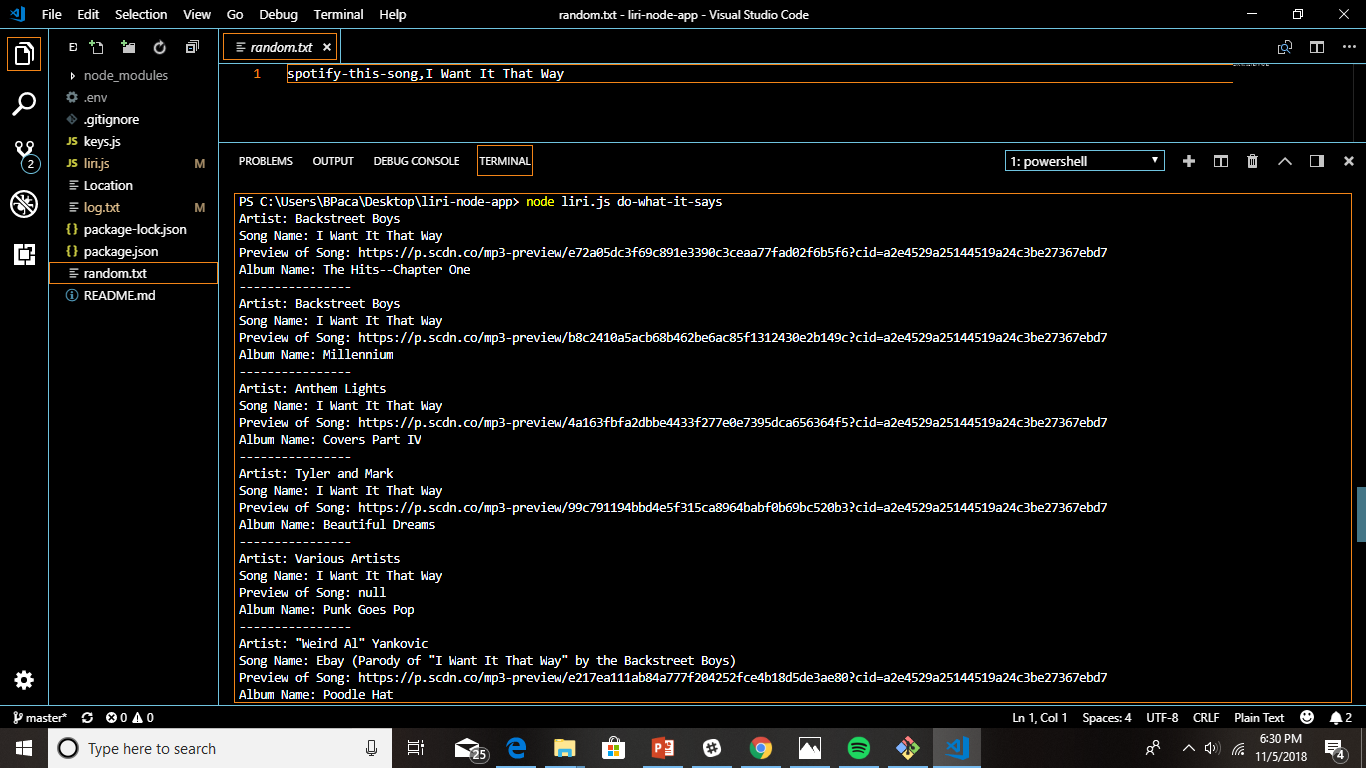 File Edit Selection View Go Debug Terminal Help
random.txt - liri-node-app - Visual Studio Code
E
random.txt
node_modules
.env
.gitignore
JS keys.js
JS liri.js M
Location
log.txt M
{} package-lock.json
{} package.json
random.txt
README.md
2
1 spotify-this-song,I Want It That Way
PROBLEMS OUTPUT DEBUG CONSOLE TERMINAL
1: powershell
PS C:\Users\BPaca\Desktop\liri-node-app> node liri.js do-what-it-says
Artist: Backstreet Boys
Song Name: I Want It That Way
Preview of Song: https://p.scdn.co/mp3-preview/e72a05dc3f69c891e3390c3ceaa77fad02f6b5f6?cid=a2e4529a25144519a24c3be27367ebd7
Album Name: The Hits--Chapter One
----------------
Artist: Backstreet Boys
Song Name: I Want It That Way
Preview of Song: https://p.scdn.co/mp3-preview/b8c2410a5acb68b462be6ac85f1312430e2b149c?cid=a2e4529a25144519a24c3be27367ebd7
Album Name: Millennium
----------------
Artist: Anthem Lights
Song Name: I Want It That Way
Preview of Song: https://p.scdn.co/mp3-preview/4a163fbfa2dbbe4433f277e0e7395dca656364f5?cid=a2e4529a25144519a24c3be27367ebd7
Album Name: Covers Part IV
----------------
Artist: Tyler and Mark
Song Name: I Want It That Way
Preview of Song: https://p.scdn.co/mp3-preview/99c791194bbd4e5f315ca8964babf0b69bc520b3?cid=a2e4529a25144519a24c3be27367ebd7
Album Name: Beautiful Dreams
----------------
Artist: Various Artists
Song Name: I Want It That Way
Preview of Song: null
Album Name: Punk Goes Pop
----------------
Artist: "Weird Al" Yankovic
Song Name: Ebay (Parody of "I Want It That Way" by the Backstreet Boys)
Preview of Song: https://p.scdn.co/mp3-preview/e217ea111ab84a777f204252fce4b18d5de3ae80?cid=a2e4529a25144519a24c3be27367ebd7
Album Name: Poodle Hat
master* 0 0
Ln 1, Col 1 Spaces: 4 UTF-8 CRLF Plain Text 2
Type here to search
25
6:30 PM
11/5/2018
4